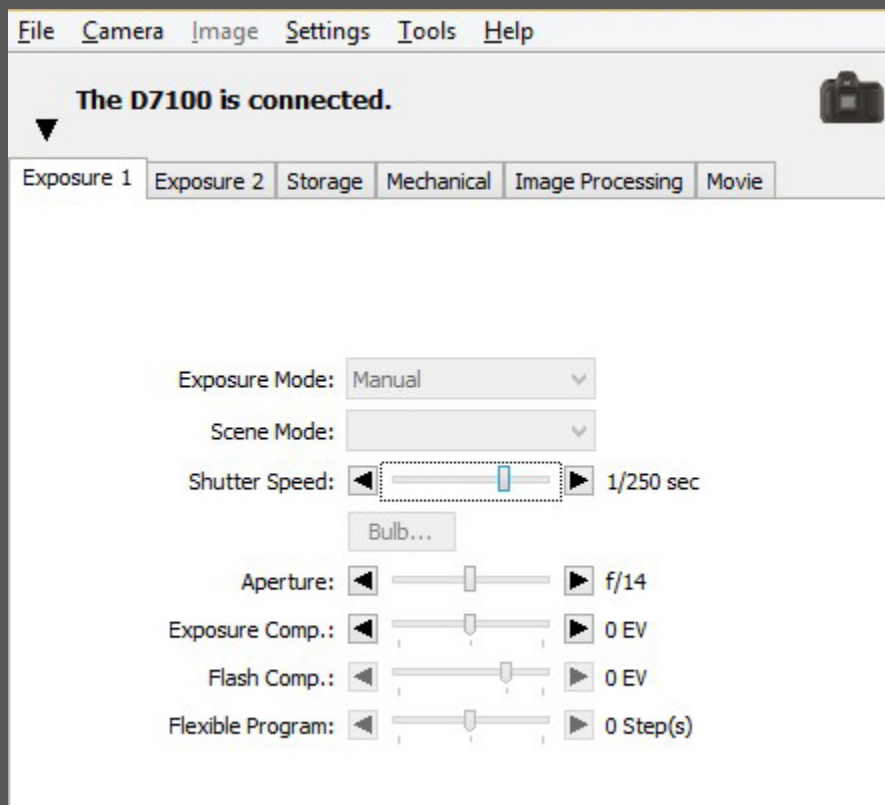 File Camera Image Settings Tools Help
The D7100 is connected.
Exposure 1 Exposure 2 Storage Mechanical Image Processing Movie
Exposure Mode: Manual
Scene Mode:
Shutter Speed: 1/250 sec
Bulb...
Aperture: f/14
Exposure Comp.: 0 EV
Flash Comp.: 0 EV
Flexible Program: 0 Step(s)